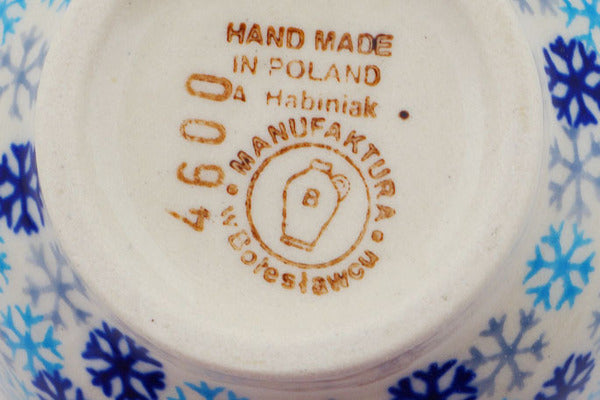 HAND MADE
IN POLAND
A Habiniak
MANUFAKTURA
w Bolesławcu
B
4600